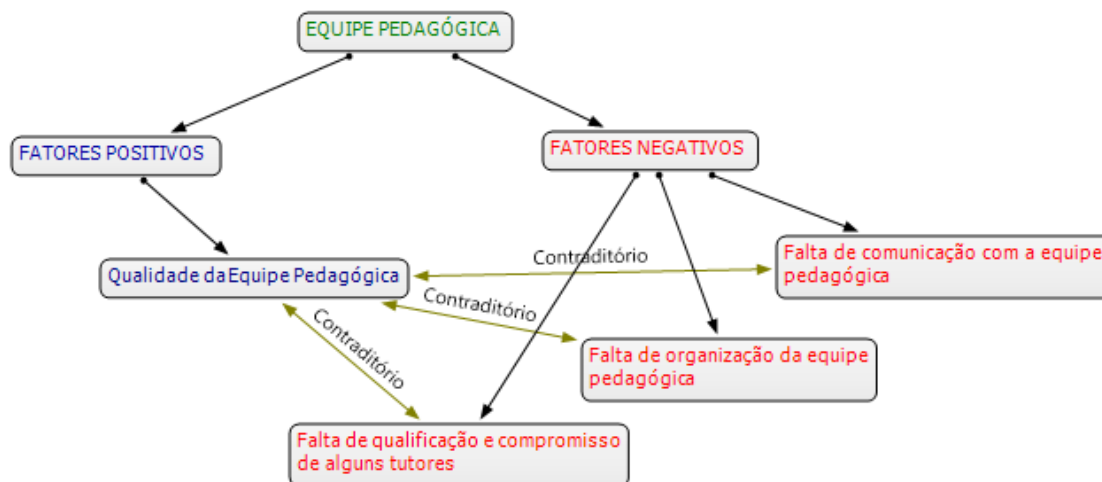 EQUIPE PEDAGÓGICA
FATORES POSITIVOS
FATORES NEGATIVOS
Qualidade da Equipe Pedagógica
Contraditório
Falta de comunicação com a equipe
pedagógica
Contraditório
Falta de organização da equipe
pedagógica
Contraditório
Falta de qualificação e compromisso
de alguns tutores